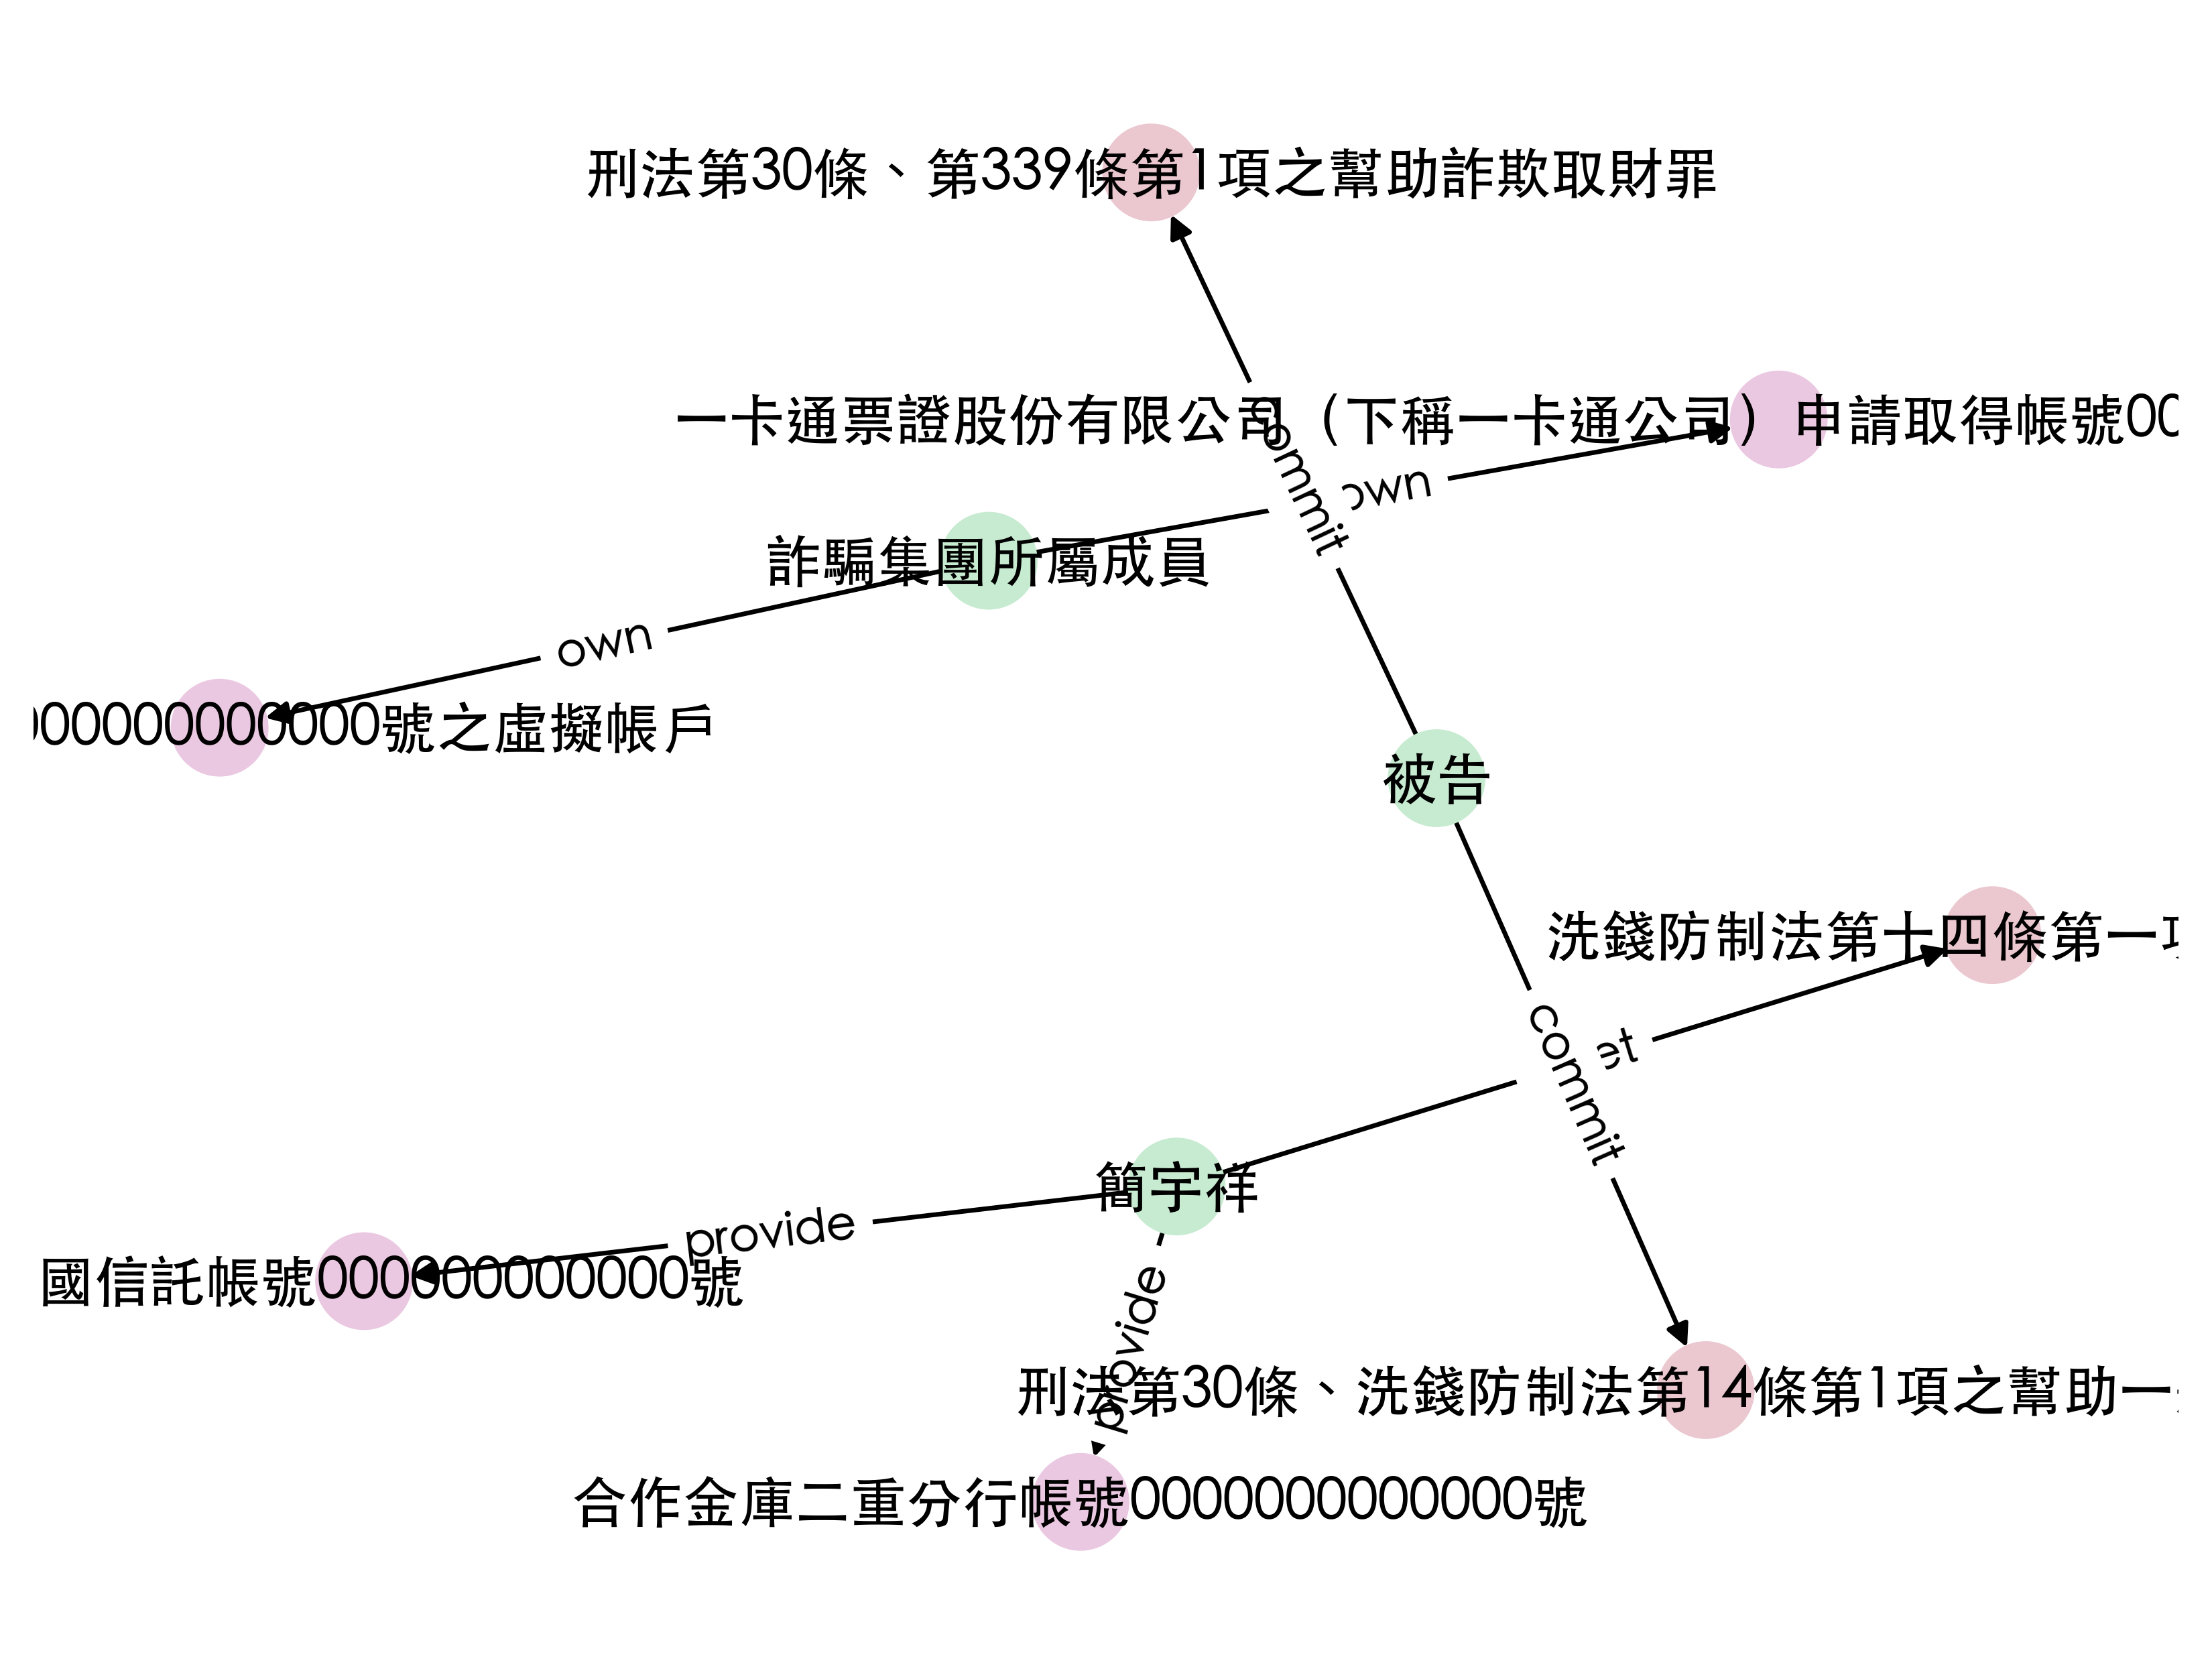 刑法第30條、第339條第1項之幫助詐欺取財罪
一卡通票證股份有限公司（下稱一卡通公司）申請取得帳號00
commit
own
詐騙集團所屬成員
own
0000000000000號之虛擬帳戶
被告
洗錢防制法第十四條第一項
et
commit
簡宇祥
provide
國信託帳號000000000000號
provide
刑法第30條、洗錢防制法第14條第1項之幫助一
合作金庫二重分行帳號0000000000000號